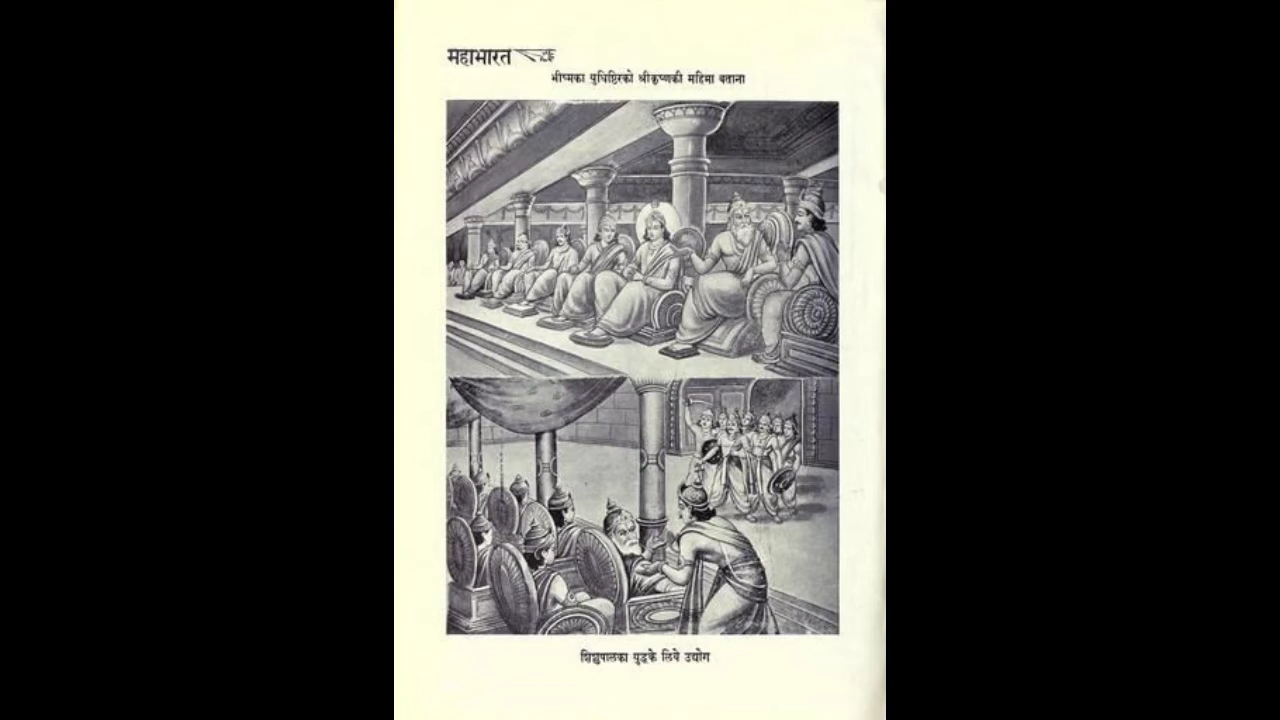 महाभारत
भीष्मका युधिष्ठिरको श्रीकृष्णकी महिमा बताना
शिशुपालका युद्धके लिये उद्योग